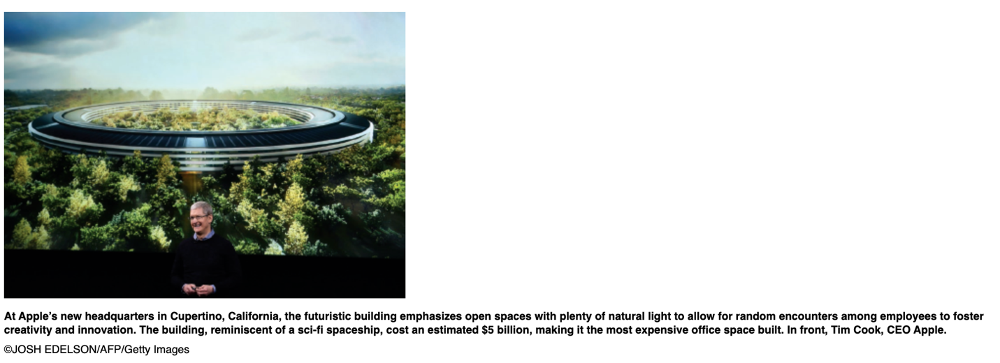 At Apple’s new headquarters in Cupertino, California, the futuristic building emphasizes open spaces with plenty of natural light to allow for random encounters among employees to foster
creativity and innovation. The building, reminiscent of a sci-fi spaceship, cost an estimated $5 billion, making it the most expensive office space built. In front, Tim Cook, CEO Apple.
©JOSH EDELSON/AFP/Getty Images